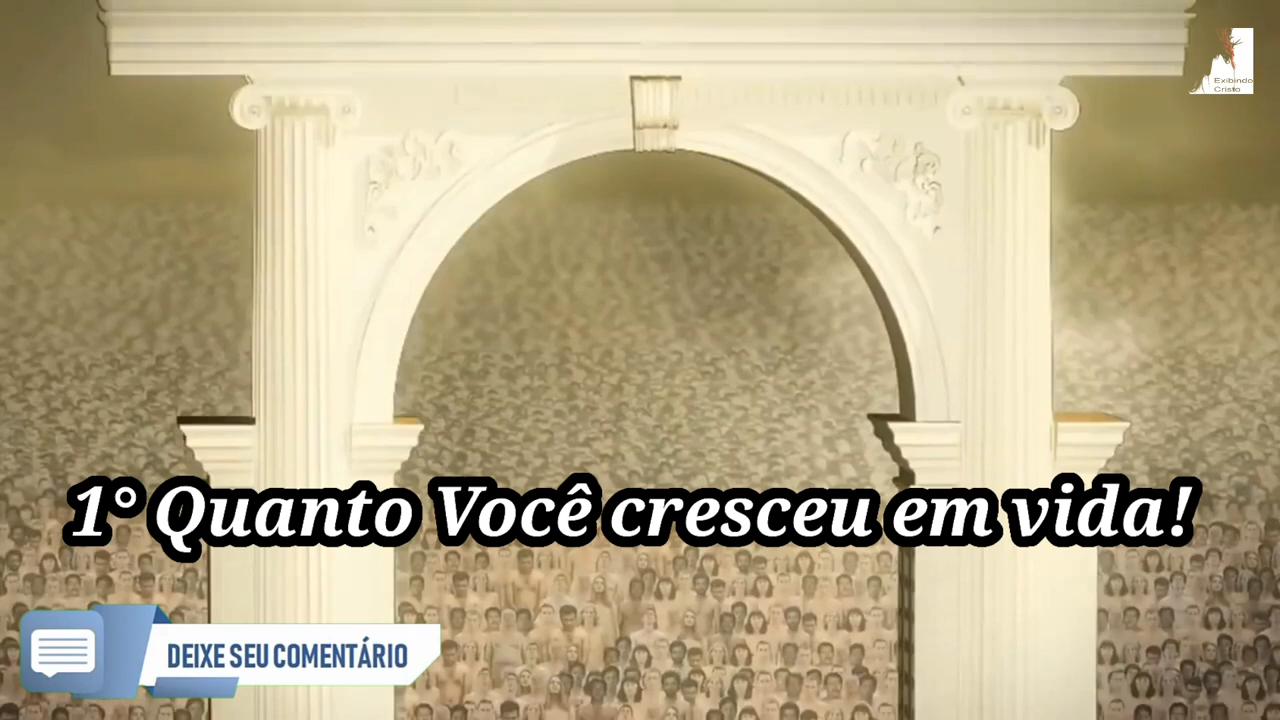 Exibindo
Cristo
1° Quanto Você cresceu em vida!
DEIXE SEU COMENTÁRIO